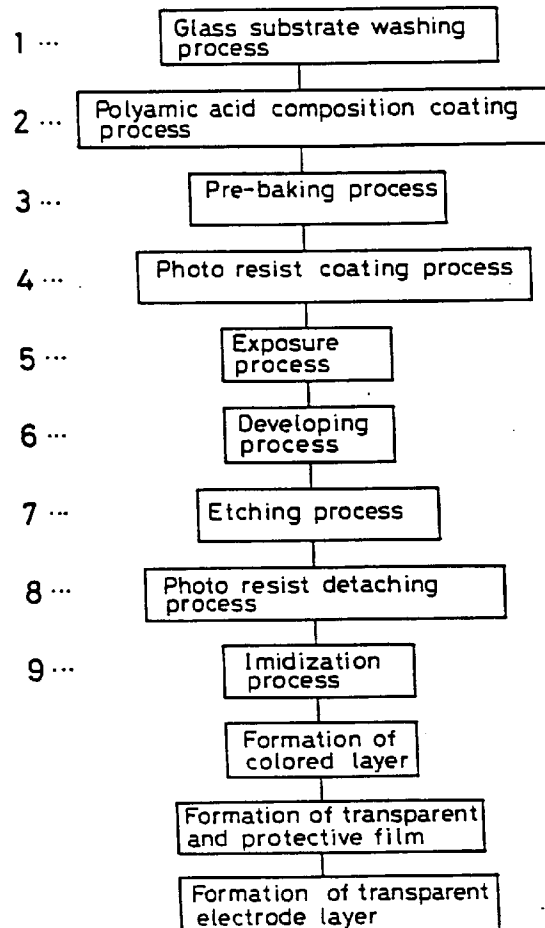 1 ··· Glass substrate washing
process
2 ··· Polyamic acid composition coating
process
3 ··· Pre-baking process
4 ··· Photo resist coating process
5 ··· Exposure
process
6 ··· Developing
process
7 ··· Etching process
8 ··· Photo resist detaching
process
9 ··· Imidization
process
Formation of
colored layer
Formation of transparent
and protective film
Formation of transparent
electrode layer